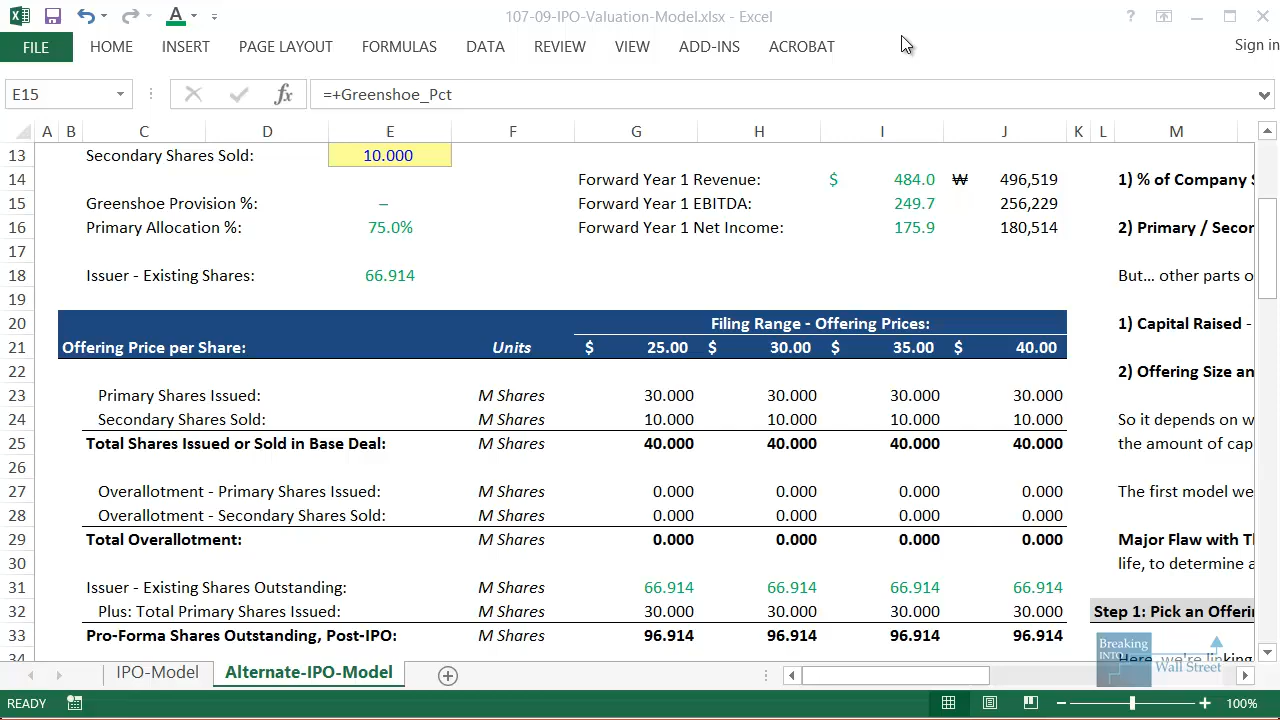 107-09-IPO-Valuation-Model.xlsx - Excel
?
FILE HOME INSERT PAGE LAYOUT FORMULAS DATA REVIEW VIEW ADD-INS ACROBAT Sign in
E15 fx =+Greenshoe_Pct
A B C D E F G H I J K L M
13 Secondary Shares Sold: 10.000
14 Forward Year 1 Revenue: $ 484.0 ₩ 496,519 1) % of Company
15 Greenshoe Provision %: – Forward Year 1 EBITDA: 249.7 256,229
16 Primary Allocation %: 75.0% Forward Year 1 Net Income: 175.9 180,514 2) Primary / Secon
17
18 Issuer - Existing Shares: 66.914 But... other parts o
19
20 Filing Range - Offering Prices: 1) Capital Raised -
21 Offering Price per Share: Units $ 25.00 $ 30.00 $ 35.00 $ 40.00
22 2) Offering Size an
23 Primary Shares Issued: M Shares 30.000 30.000 30.000 30.000
24 Secondary Shares Sold: M Shares 10.000 10.000 10.000 10.000 So it depends on w
25 Total Shares Issued or Sold in Base Deal: M Shares 40.000 40.000 40.000 40.000 the amount of cap
26
27 Overallotment - Primary Shares Issued: M Shares 0.000 0.000 0.000 0.000 The first model we
28 Overallotment - Secondary Shares Sold: M Shares 0.000 0.000 0.000 0.000
29 Total Overallotment: M Shares 0.000 0.000 0.000 0.000 Major Flaw with T
30 life, to determine a
31 Issuer - Existing Shares Outstanding: M Shares 66.914 66.914 66.914 66.914
32 Plus: Total Primary Shares Issued: M Shares 30.000 30.000 30.000 30.000 Step 1: Pick an Offerin
33 Pro-Forma Shares Outstanding, Post-IPO: M Shares 96.914 96.914 96.914 96.914
34 Here, we're linking
Breaking
INTO
Wall Street
IPO-Model Alternate-IPO-Model
READY 100%